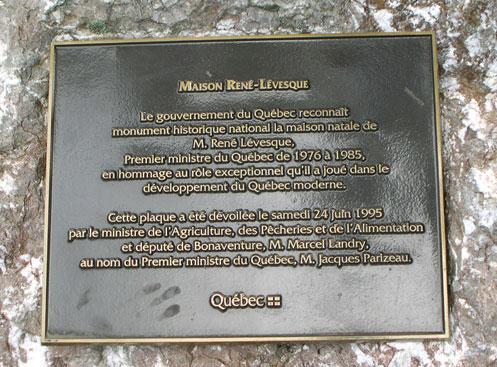 MAISON RENÉ-LÉVESQUE
Le gouvernement du Québec reconnaît
monument historique national la maison natale de
M. René Lévesque,
Premier ministre du Québec de 1976 à 1985,
en hommage au rôle exceptionnel qu'il a joué dans le
développement du Québec moderne.
Cette plaque a été dévoilée le samedi 24 juin 1995
par le ministre de l'Agriculture, des Pêcheries et de l'Alimentation
et député de Bonaventure, M. Marcel Landry,
au nom du Premier ministre du Québec, M. Jacques Parizeau.
Québec